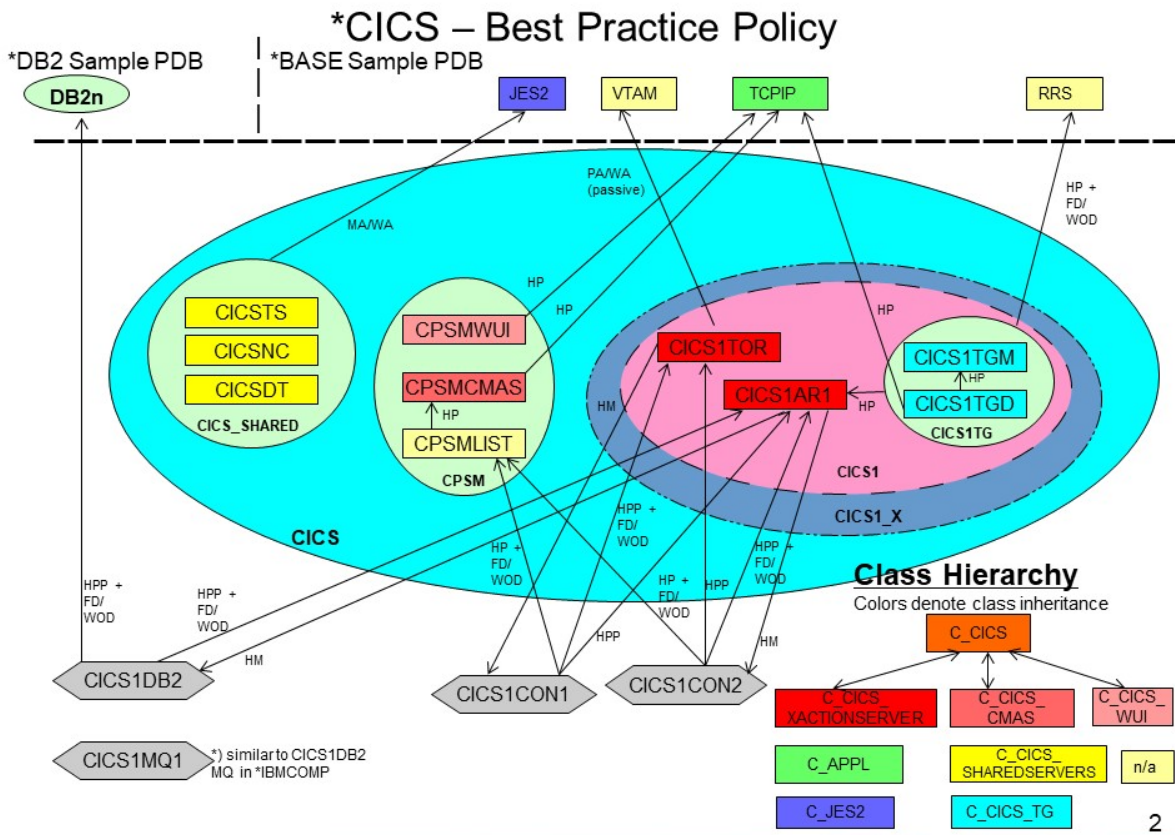 *CICS – Best Practice Policy
*DB2 Sample PDB
*BASE Sample PDB
DB2n
JES2
VTAM
TCPIP
RRS
PA/WA
(passive)
HP +
FD/
WOD
MA/WA
HP
HP
HP
CICSTS
CICSNC
CICSDT
CICS_SHARED
CPSMWUI
CPSMCMAS
HP
CPSMLIST
CPSM
CICS1TOR
CICS1AR1
HM
HP
CICS1TGM
HP
CICS1TGD
CICS1TG
CICS1
CICS1_X
CICS
HPP +
FD/
WOD
HPP +
FD/
WOD
HP +
FD/
WOD
HPP +
FD/
WOD
HPP
HP +
FD/
WOD
HPP
HPP +
FD/
WOD
HM
HM
CICS1DB2
CICS1CON1
CICS1CON2
CICS1MQ1
*) similar to CICS1DB2
MQ in *IBMCOMP
Class Hierarchy
Colors denote class inheritance
C_CICS
C_CICS_
XACTIONSERVER
C_CICS_
CMAS
C_CICS_
WUI
C_APPL
C_CICS_
SHAREDSERVERS
n/a
C_JES2
C_CICS_TG
2